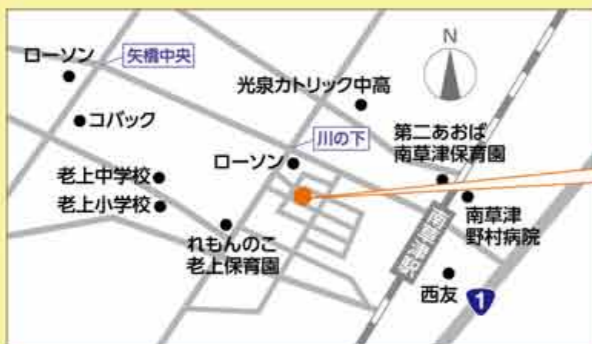 ローソン
矢橋中央
コバック
光泉カトリック中高
N
川の下
ローソン
第二あおば
南草津保育園
老上中学校
老上小学校
れもんのこ
老上保育園
南草津駅
南草津
野村病院
西友
1